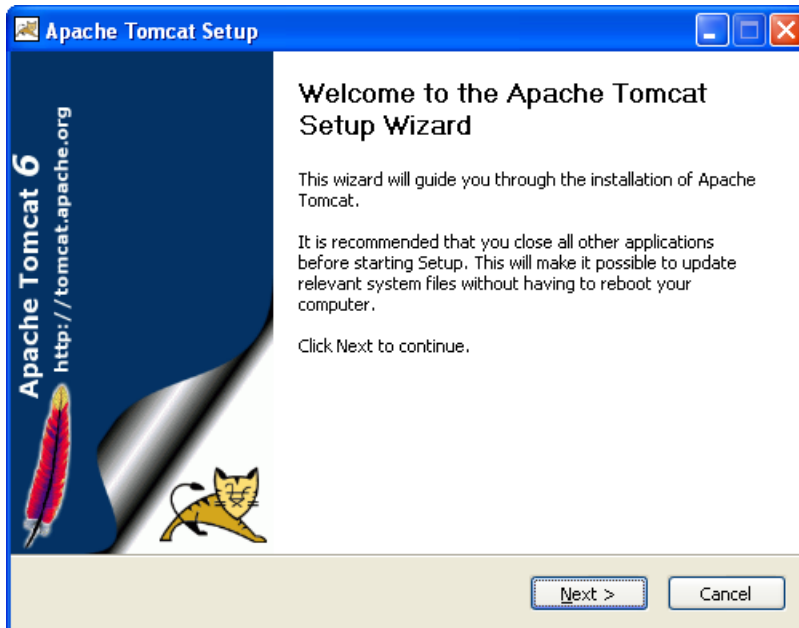 Apache Tomcat Setup
Apache Tomcat 6
http://tomcat.apache.org
Welcome to the Apache Tomcat
Setup Wizard
This wizard will guide you through the installation of Apache
Tomcat.
It is recommended that you close all other applications
before starting Setup. This will make it possible to update
relevant system files without having to reboot your
computer.
Click Next to continue.
Next >
Cancel